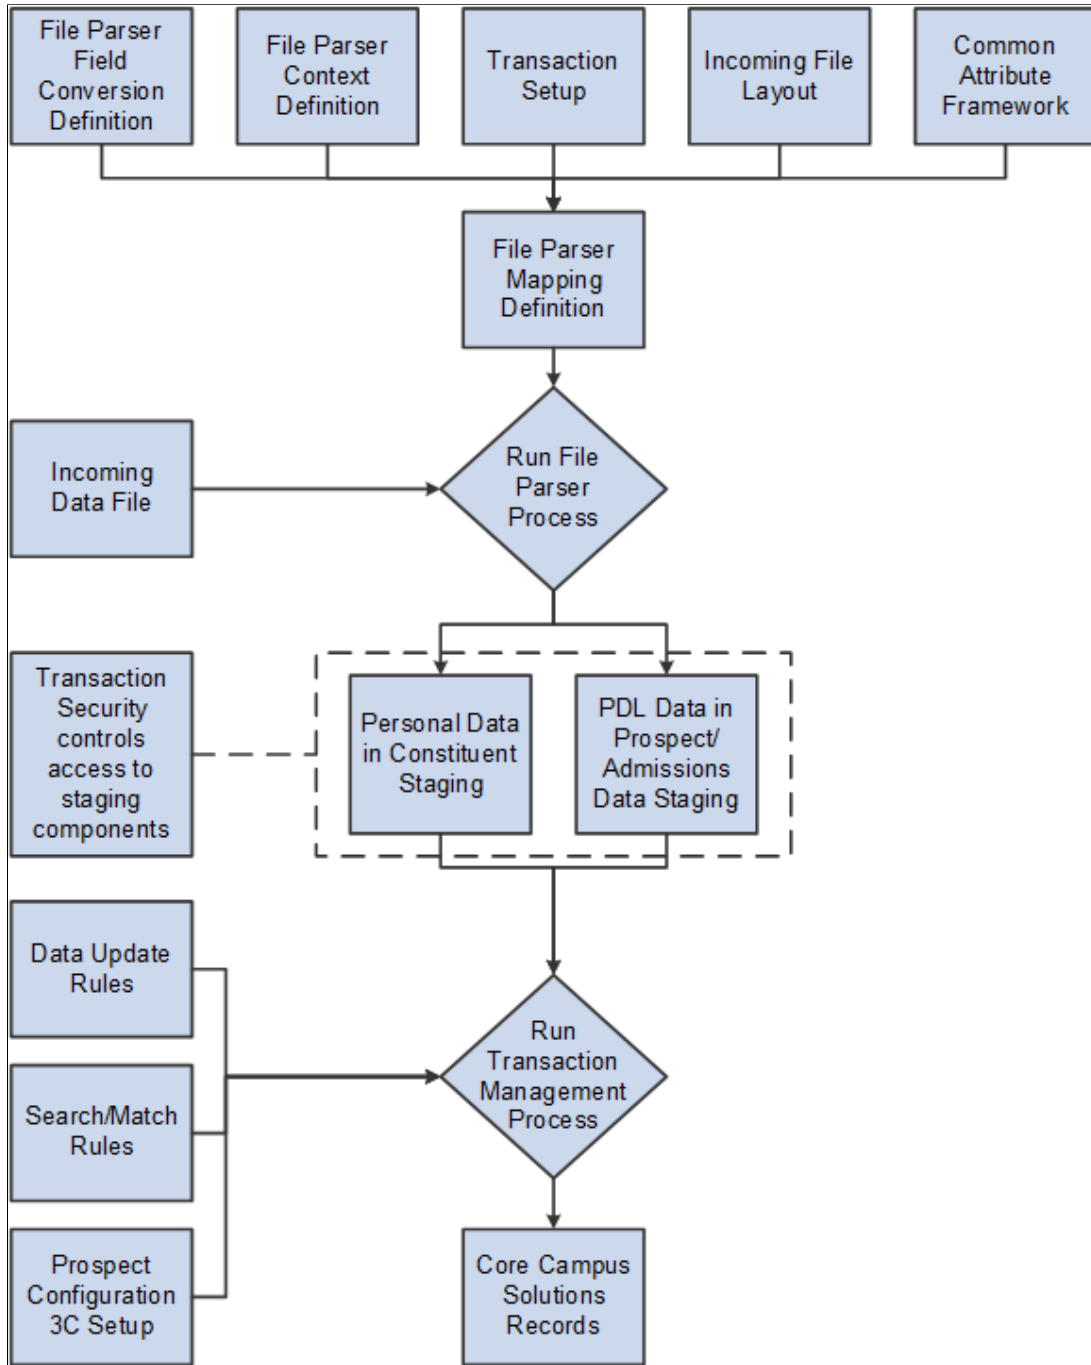 File Parser
Field
Conversion
Definition
File Parser
Context
Definition
Transaction
Setup
Incoming File
Layout
Common
Attribute
Framework
File Parser
Mapping
Definition
Incoming
Data File
Run File
Parser
Process
Transaction
Security
controls
access to
staging
components
Personal Data
in Constituent
Staging
PDL Data in
Prospect/
Admissions
Data Staging
Data Update
Rules
Search/Match
Rules
Prospect
Configuration
3C Setup
Run
Transaction
Management
Process
Core Campus
Solutions
Records